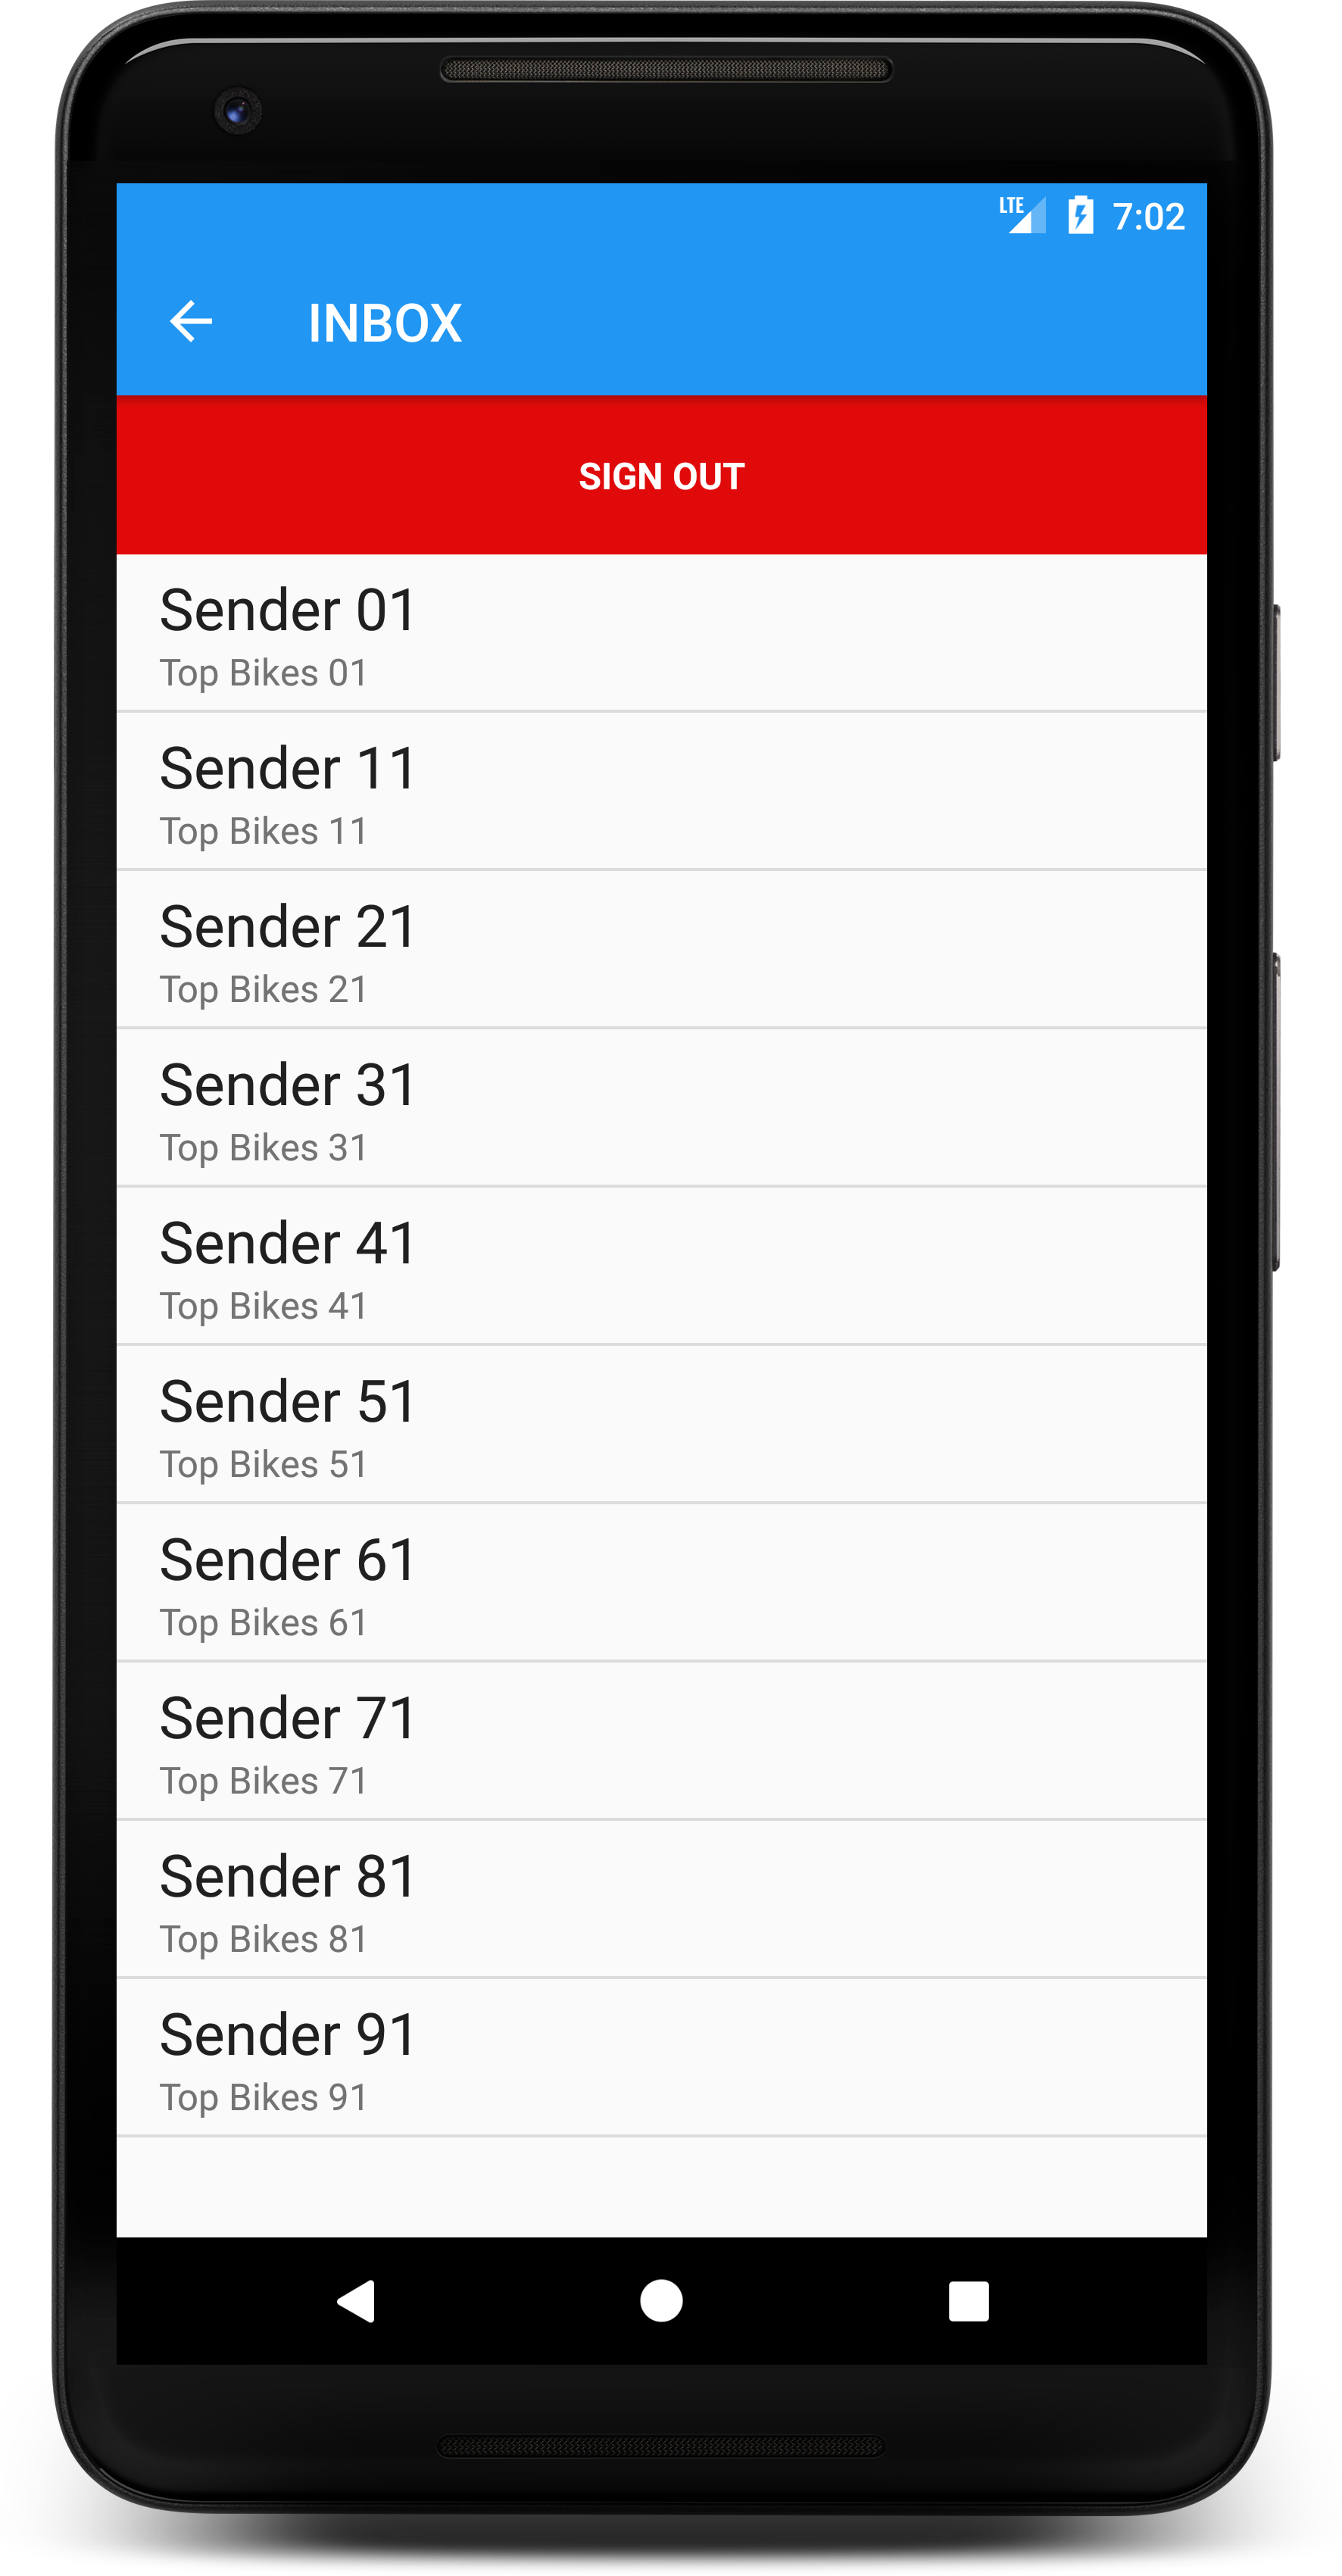 LTE 7:02
INBOX
SIGN OUT
Sender 01
Top Bikes 01
Sender 11
Top Bikes 11
Sender 21
Top Bikes 21
Sender 31
Top Bikes 31
Sender 41
Top Bikes 41
Sender 51
Top Bikes 51
Sender 61
Top Bikes 61
Sender 71
Top Bikes 71
Sender 81
Top Bikes 81
Sender 91
Top Bikes 91